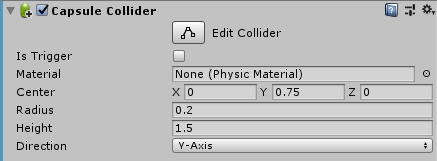 Capsule Collider
Edit Collider
Is Trigger
Material None (Physic Material)
Center X 0 Y 0.75 Z 0
Radius 0.2
Height 1.5
Direction Y-Axis